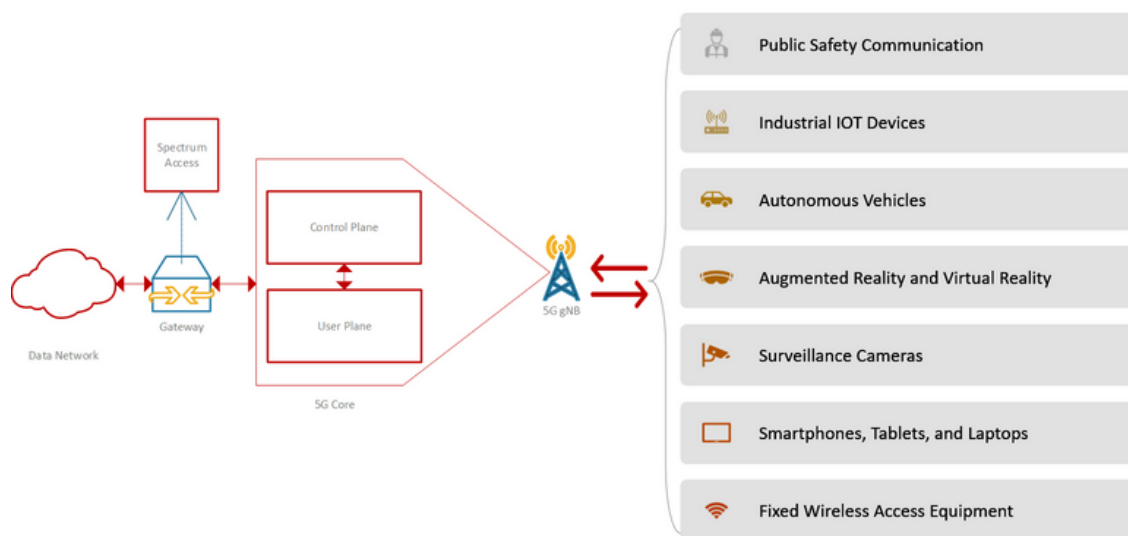 Spectrum
Access
Data Network
Gateway
Control Plane
User Plane
5G Core
5G gNB
Public Safety Communication
Industrial IOT Devices
Autonomous Vehicles
Augmented Reality and Virtual Reality
Surveillance Cameras
Smartphones, Tablets, and Laptops
Fixed Wireless Access Equipment